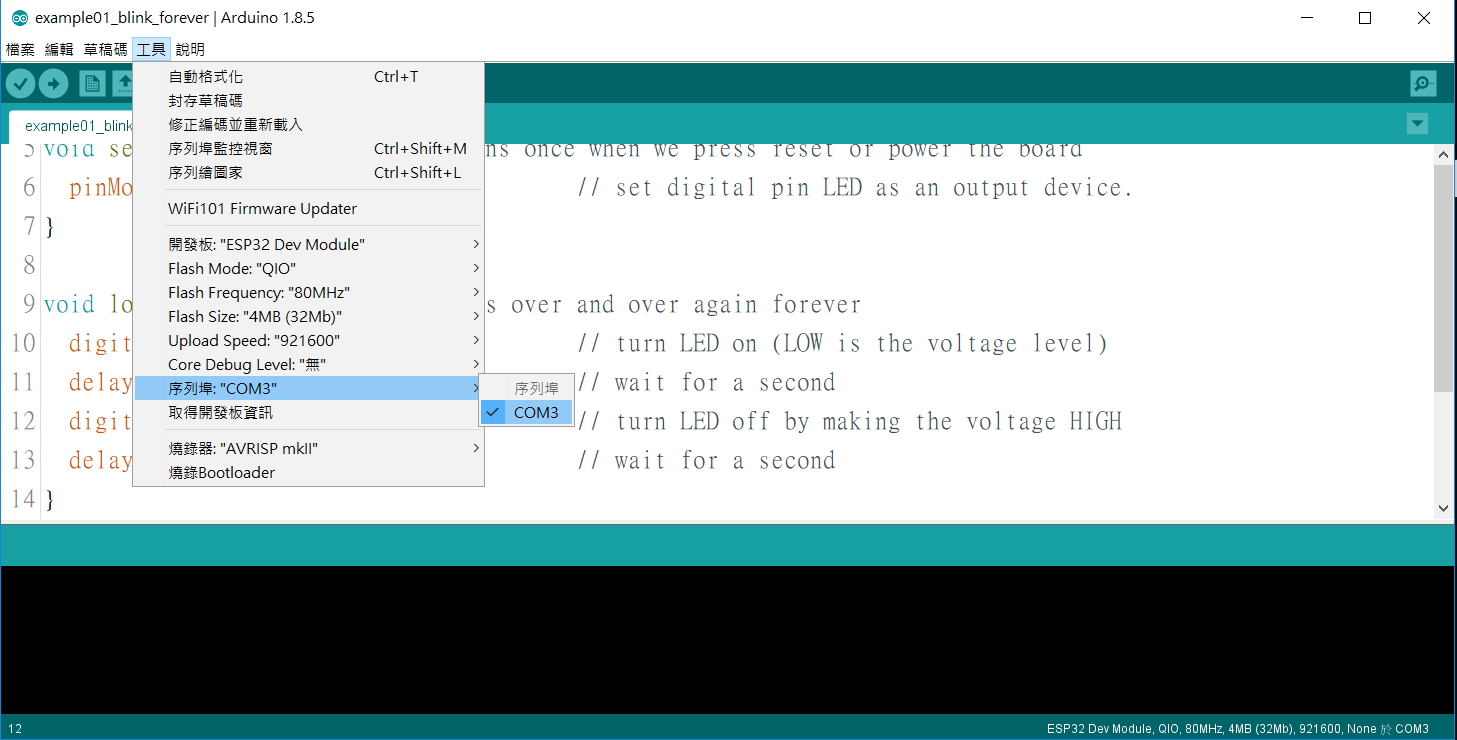 example01_blink_forever | Arduino 1.8.5
檔案 編輯 草稿碼 工具 說明
自動格式化 Ctrl+T
封存草稿碼
修正編碼並重新載入
序列埠監控視窗 Ctrl+Shift+M
序列繪圖家 Ctrl+Shift+L
WiFi101 Firmware Updater
開發板: "ESP32 Dev Module"
Flash Mode: "QIO"
Flash Frequency: "80MHz"
Flash Size: "4MB (32Mb)"
Upload Speed: "921600"
Core Debug Level: "無"
序列埠: "COM3"
取得開發板資訊
燒錄器: "AVRISP mkII"
燒錄Bootloader
序列埠
COM3
example01_blink
5 void se ns once when we press reset or power the board
6 pinMo // set digital pin LED as an output device.
7 }
8
9 void lo s over and over again forever
10 digit // turn LED on (LOW is the voltage level)
11 delay // wait for a second
12 digit // turn LED off by making the voltage HIGH
13 delay // wait for a second
14 }
12 ESP32 Dev Module, QIO, 80MHz, 4MB (32Mb), 921600, None 於 COM3